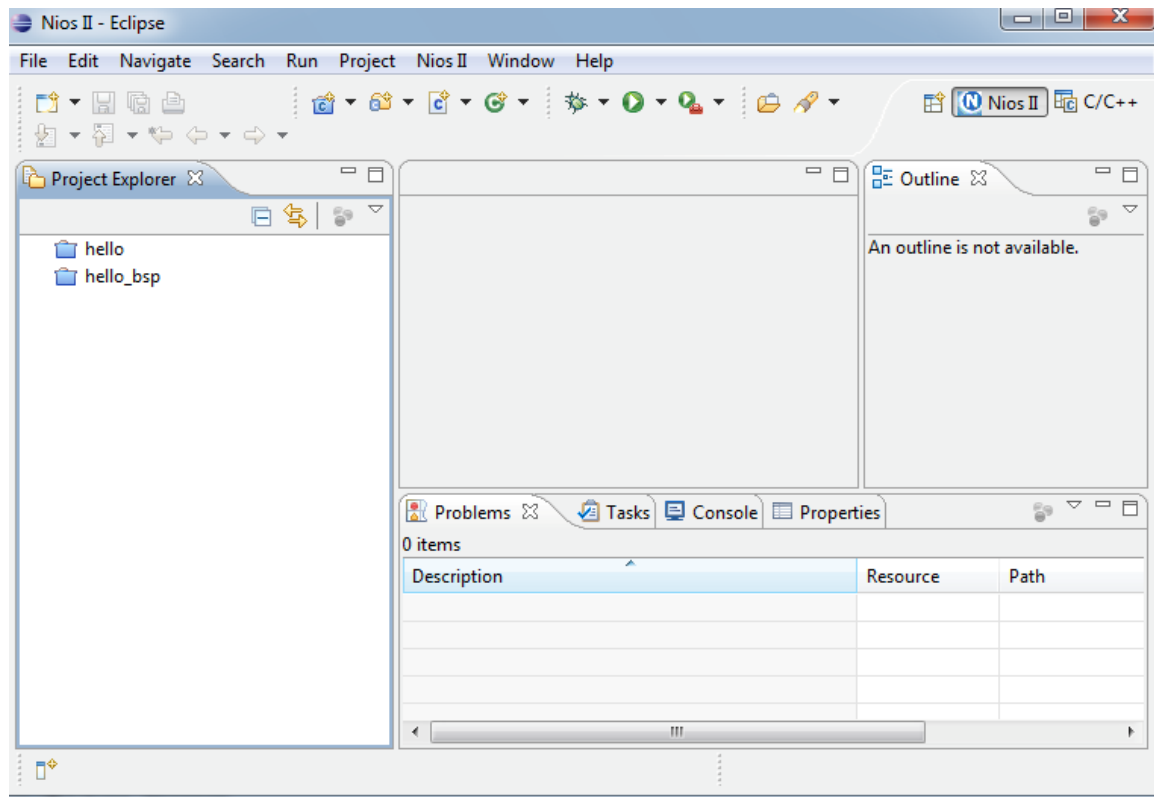 Nios II - Eclipse
File Edit Navigate Search Run Project Nios II Window Help
Nios II C/C++
Project Explorer
hello
hello_bsp
Outline
An outline is not available.
Problems Tasks Console Properties
0 items
Description Resource Path